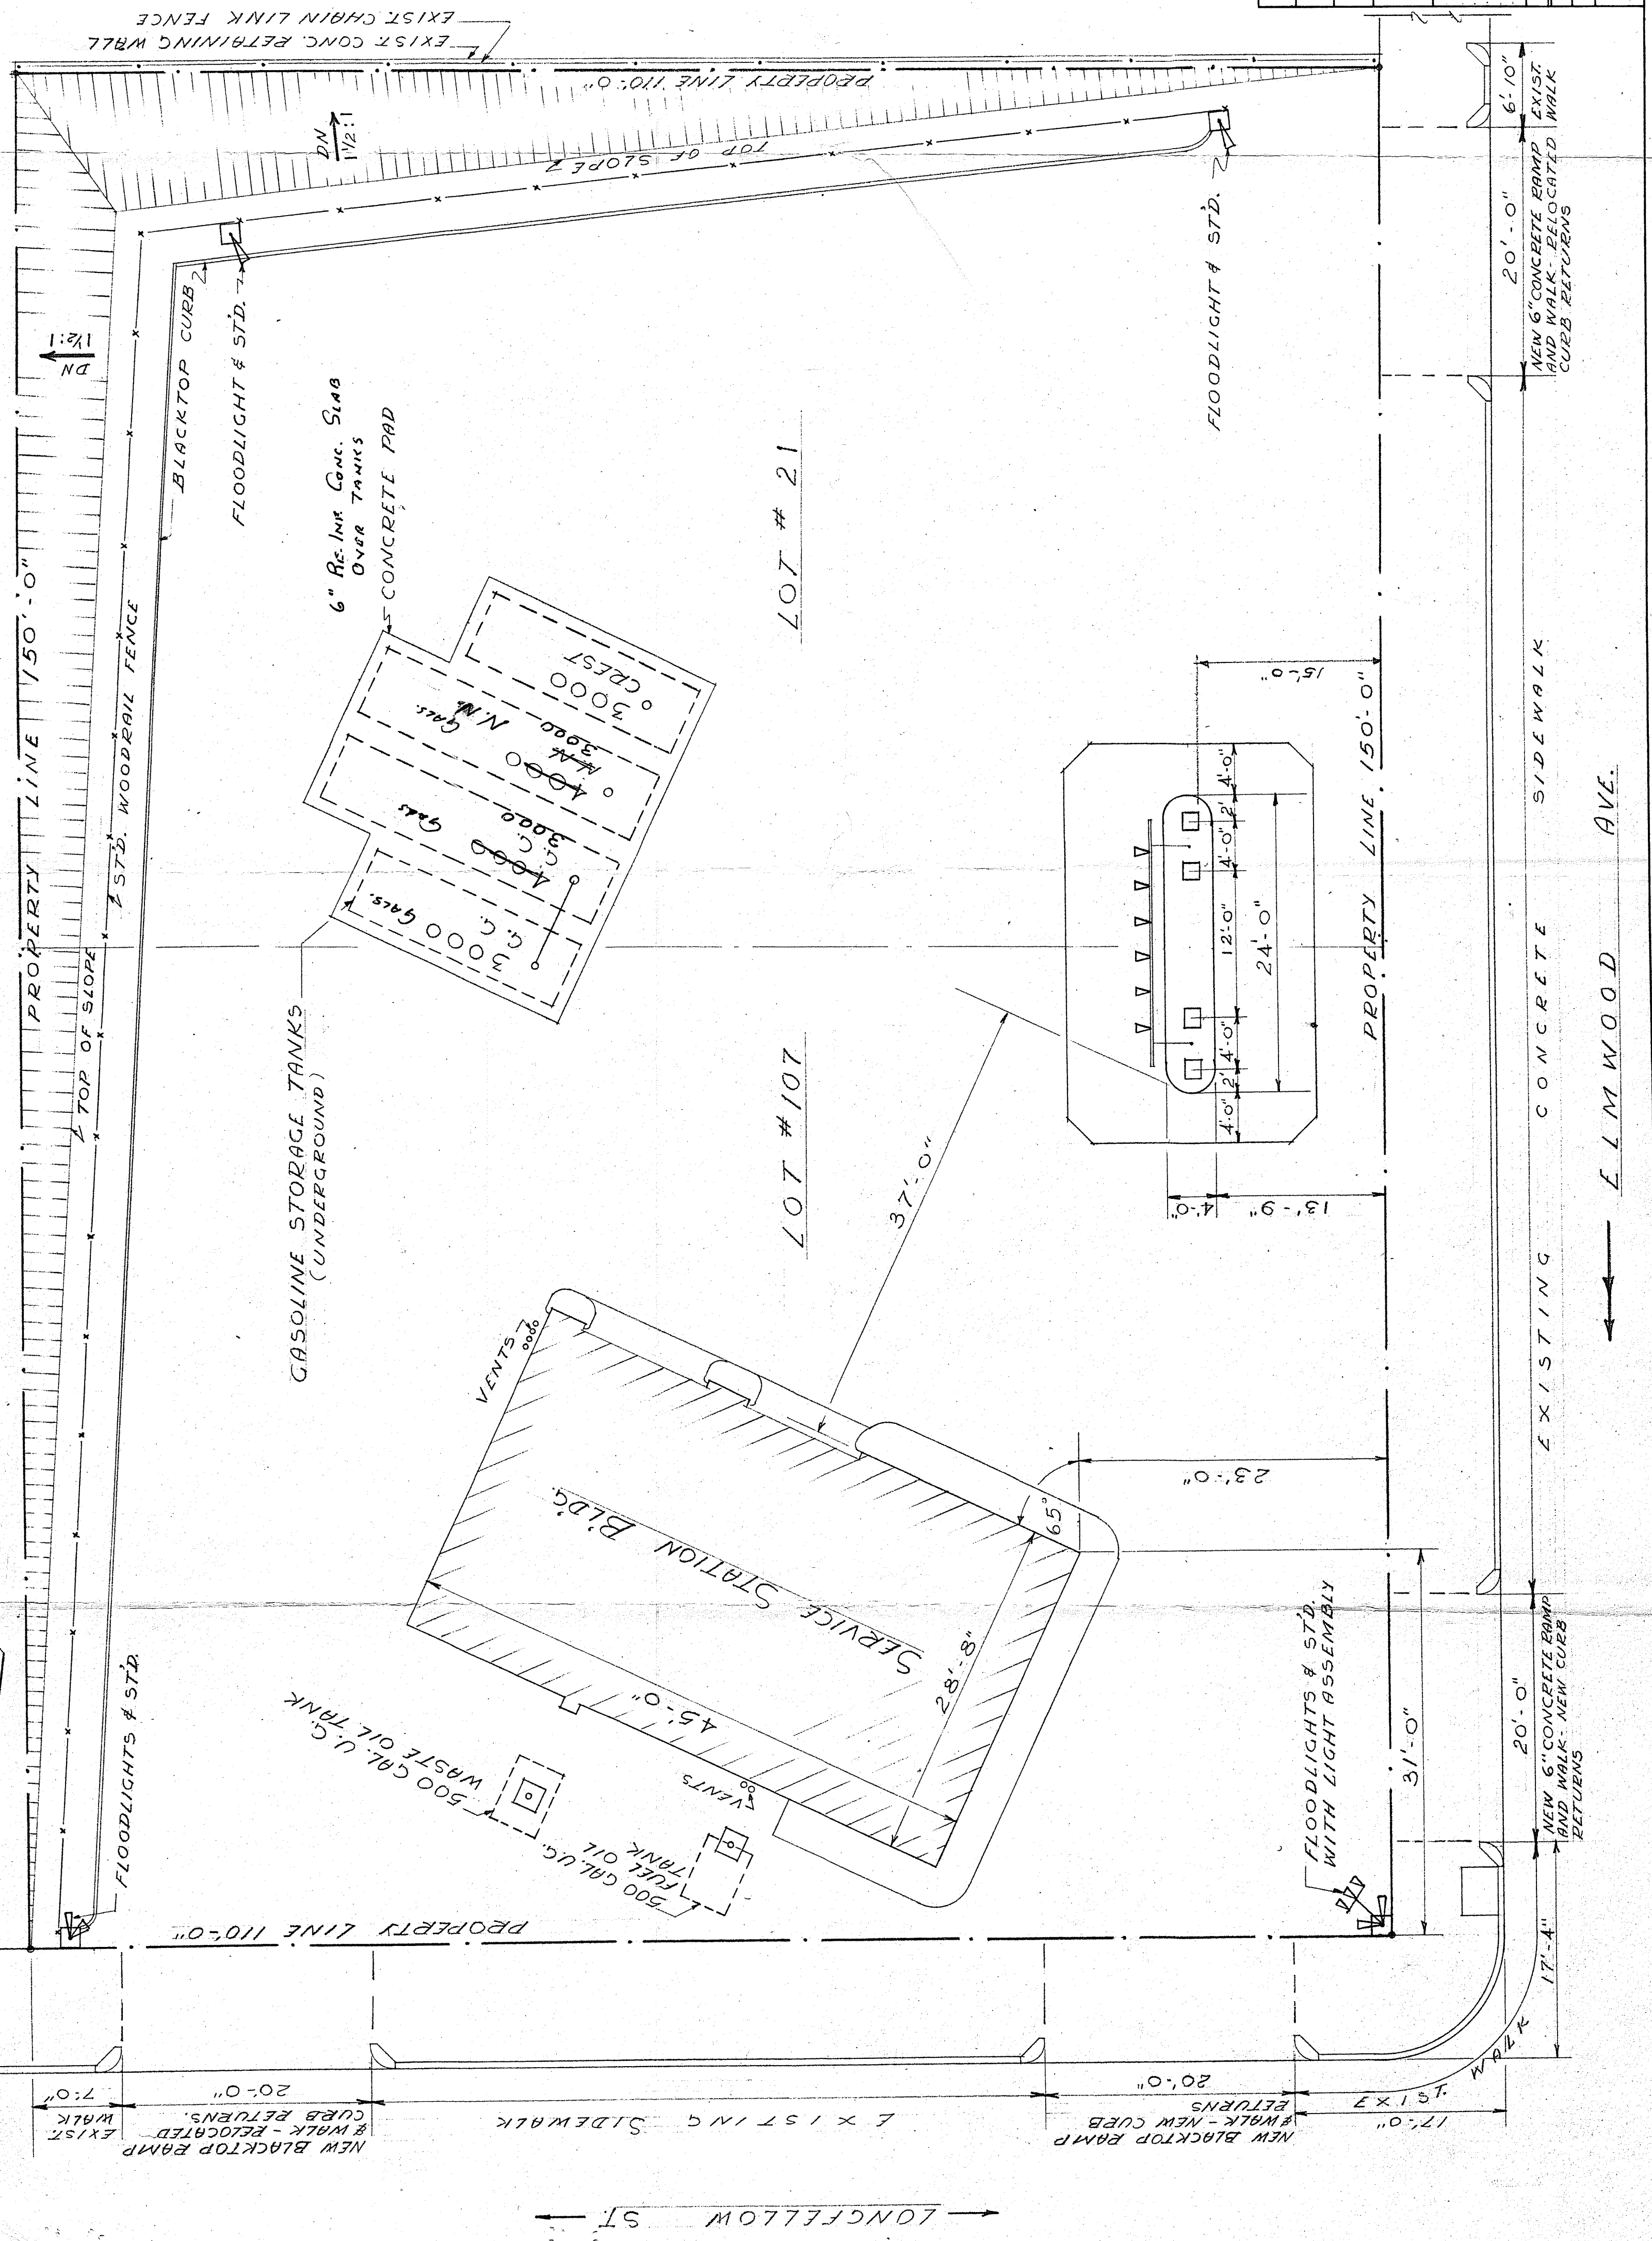 EXIST. CHAIN LINK FENCE
EXIST. CONC. RETAINING WALL
PROPERTY LINE 110'-0"
DN
1 1/2:1
TOP OF SLOPE
6'-10"
EXIST.
WALK
20'-0"
NEW 6" CONCRETE RAMP
AND WALK- RELOCATED
CURB RETURNS
FLOODLIGHT & STD.
DN
1 1/2:1
BLACKTOP CURB
FLOODLIGHT & STD.
PROPERTY LINE 150'-0"
STD. WOODRAIL FENCE
TOP OF SLOPE
6" RE.INF. CONC. SLAB
OVER TANKS
CONCRETE PAD
LOT # 21
3000
CREST
4000
N.N.
3000
GALS.
N.N.
4000
C.G.
3000
GALS
3000 GALS.
C.G.
GASOLINE STORAGE TANKS
(UNDERGROUND)
15'-0"
4'-0"
2'
4'-0"
12'-0"
24'-0"
4'-0"
2'
4'-0"
PROPERTY LINE 150'-0"
4'-0"
13'-9"
LOT #107
37'-0"
EXISTING CONCRETE SIDEWALK
ELMWOOD AVE.
VENTS
SERVICE STATION BLD'G.
65°
23'-0"
45'-0"
28'-8"
VENTS
500 GAL. U.G.
WASTE OIL TANK
500 GAL. U.G.
FUEL OIL
TANK
FLOODLIGHTS & STD.
FLOODLIGHTS & STD.
WITH LIGHT ASSEMBLY
31'-0"
20'-0"
NEW 6" CONCRETE RAMP
AND WALK- NEW CURB
RETURNS
17'-4"
PROPERTY LINE 110'-0"
EXIST. WALK
17'-0"
20'-0"
NEW BLACKTOP RAMP
& WALK - NEW CURB
RETURNS
EXISTING SIDEWALK
20'-0"
NEW BLACKTOP RAMP
& WALK - RELOCATED
CURB RETURNS.
7'-0"
EXIST.
WALK
LONGFELLOW ST.